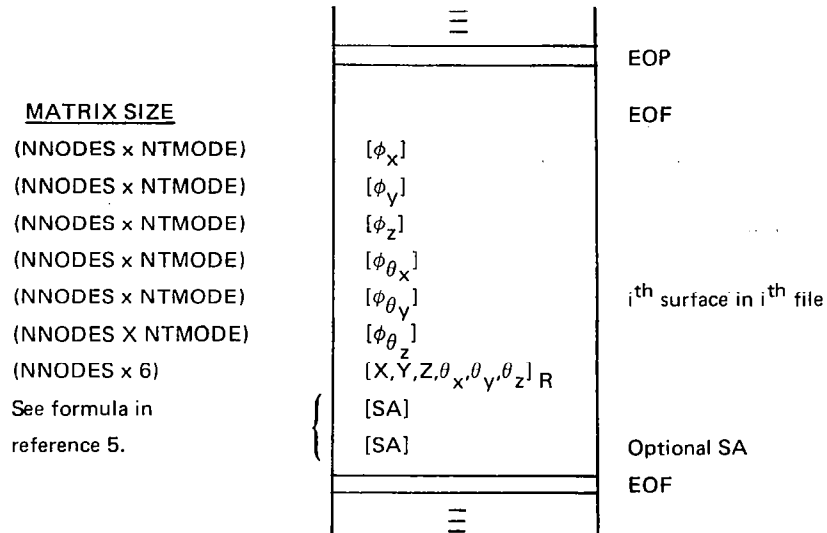 EOP
MATRIX SIZE EOF
(NNODES x NTMODE) [ϕx]
(NNODES x NTMODE) [ϕy]
(NNODES x NTMODE) [ϕz]
(NNODES x NTMODE) [ϕθx]
(NNODES x NTMODE) [ϕθy] ith surface in ith file
(NNODES X NTMODE) [ϕθz]
(NNODES x 6) [X,Y,Z,θx,θy,θz] R
See formula in [SA]
reference 5. [SA] Optional SA
EOF